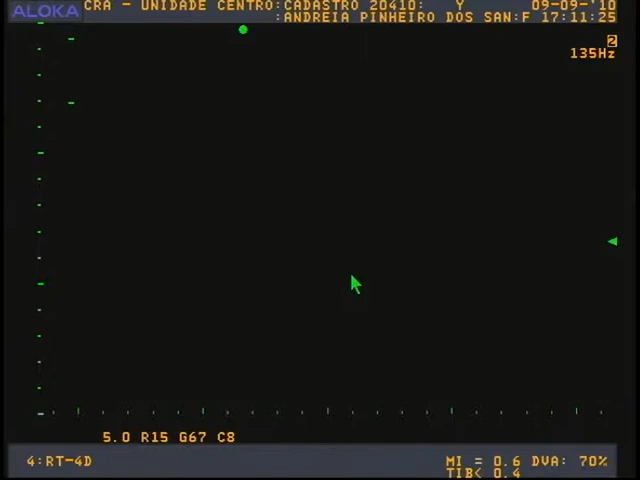 ALOKA CRA - UNIDADE CENTRO:CADASTRO 20410: Y 09-09-'10
:ANDREIA PINHEIRO DOS SAN:F 17:11:25
2
135Hz
5.0 R15 G67 C8
4:RT-4D MI = 0.6 DVA: 70%
TIB< 0.4